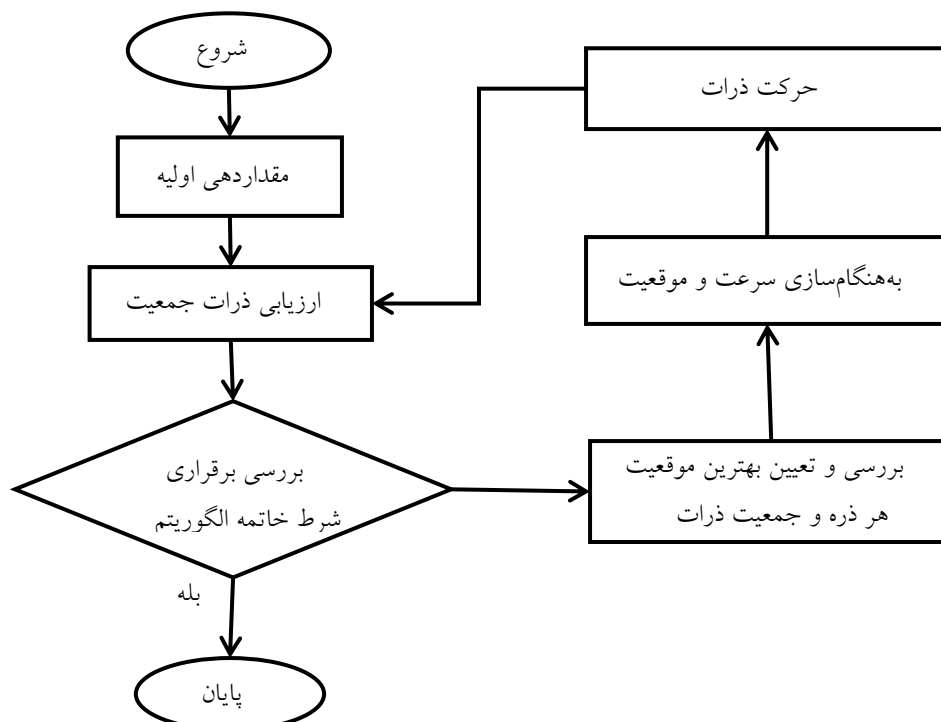 شروع
مقداردهی اولیه
ارزیابی ذرات جمعیت
بررسی برقراری
شرط خاتمه الگوریتم
بله
پایان
بررسی و تعیین بهترین موقعیت
هر ذره و جمعیت ذرات
به‌هنگام‌سازی سرعت و موقعیت
حرکت ذرات